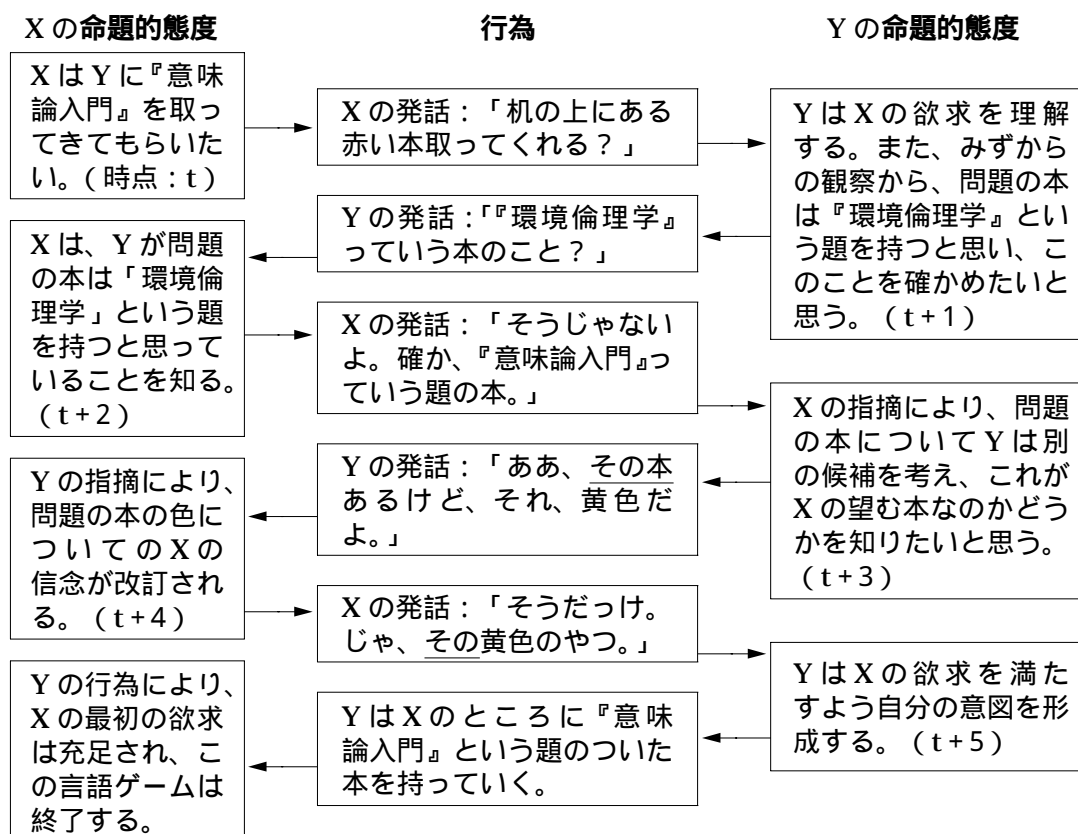 Xの命題的態度
行為
Yの命題的態度
XはYに『意味
論入門』を取っ
てきてもらいた
い。(時点：t)
Xの発話：「机の上にある
赤い本取ってくれる？」
YはXの欲求を理解
する。また、みずから
の観察から、問題の本
は『環境倫理学』とい
う題を持つと思い、こ
のことを確かめたいと
思う。(t+1)
Yの発話：「『環境倫理学』
っていう本のこと？」
Xは、Yが問題
の本は「環境倫
理学」という題
を持つと思って
いることを知る。
(t+2)
Xの発話：「そうじゃない
よ。確か、『意味論入門』っ
ていう題の本。」
Xの指摘により、問題
の本についてYは別
の候補を考え、これが
Xの望む本なのかどう
かを知りたいと思う。
(t+3)
Yの発話：「ああ、その本
あるけど、それ、黄色だ
よ。」
Yの指摘により、
問題の本の色に
ついてのXの
信念が改訂され
る。(t+4)
Xの発話：「そうだっけ。
じゃ、その黄色のやつ。」
YはXの欲求を満た
すよう自分の意図を形
成する。(t+5)
YはXのところに『意味
論入門』という題のついた
本を持っていく。
Yの行為により、
Xの最初の欲求
は充足され、こ
の言語ゲームは
終了する。